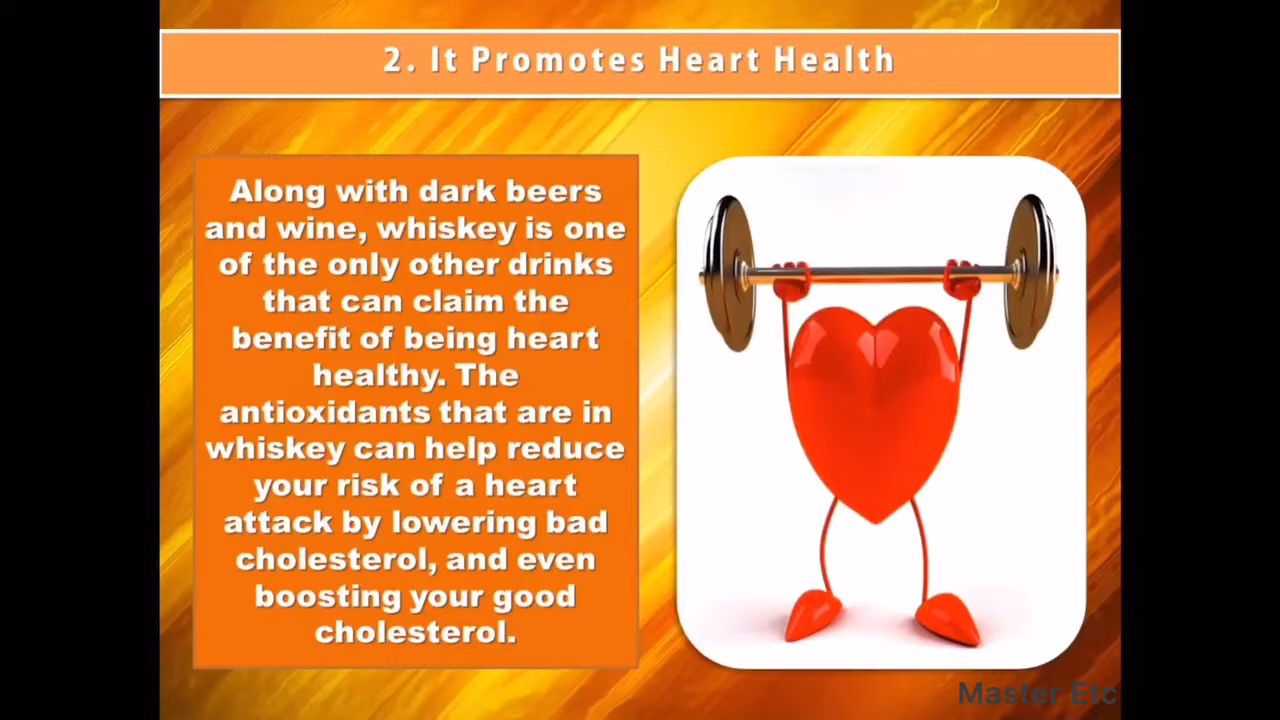 2. It Promotes Heart Health
Along with dark beers
and wine, whiskey is one
of the only other drinks
that can claim the
benefit of being heart
healthy. The
antioxidants that are in
whiskey can help reduce
your risk of a heart
attack by lowering bad
cholesterol, and even
boosting your good
cholesterol.
Master Etc